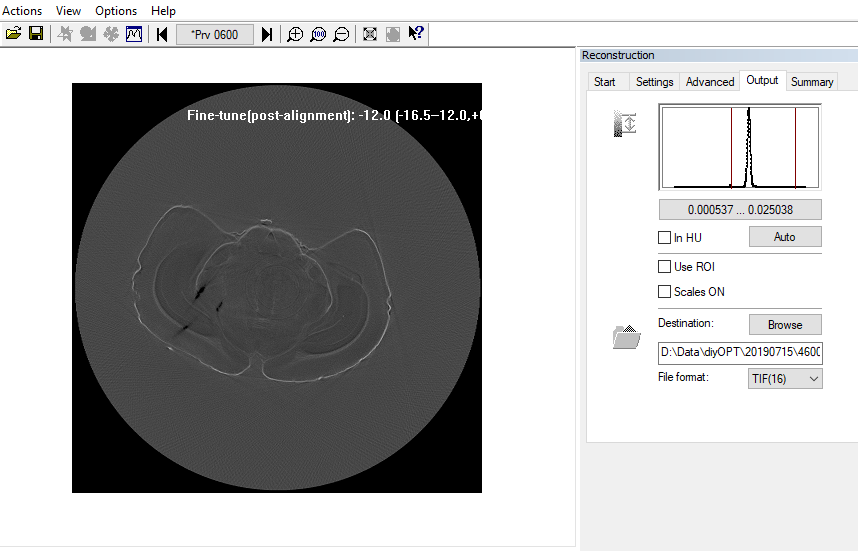 Actions View Options Help
*Prv 0600
100
Fine-tune(post-alignment): -12.0 (-16.5–12.0,+
Reconstruction
Start Settings Advanced Output Summary
0.000537 ... 0.025038
In HU Auto
Use ROI
Scales ON
Destination: Browse
D:\Data\diyOPT\20190715\4600
File format: TIF(16)